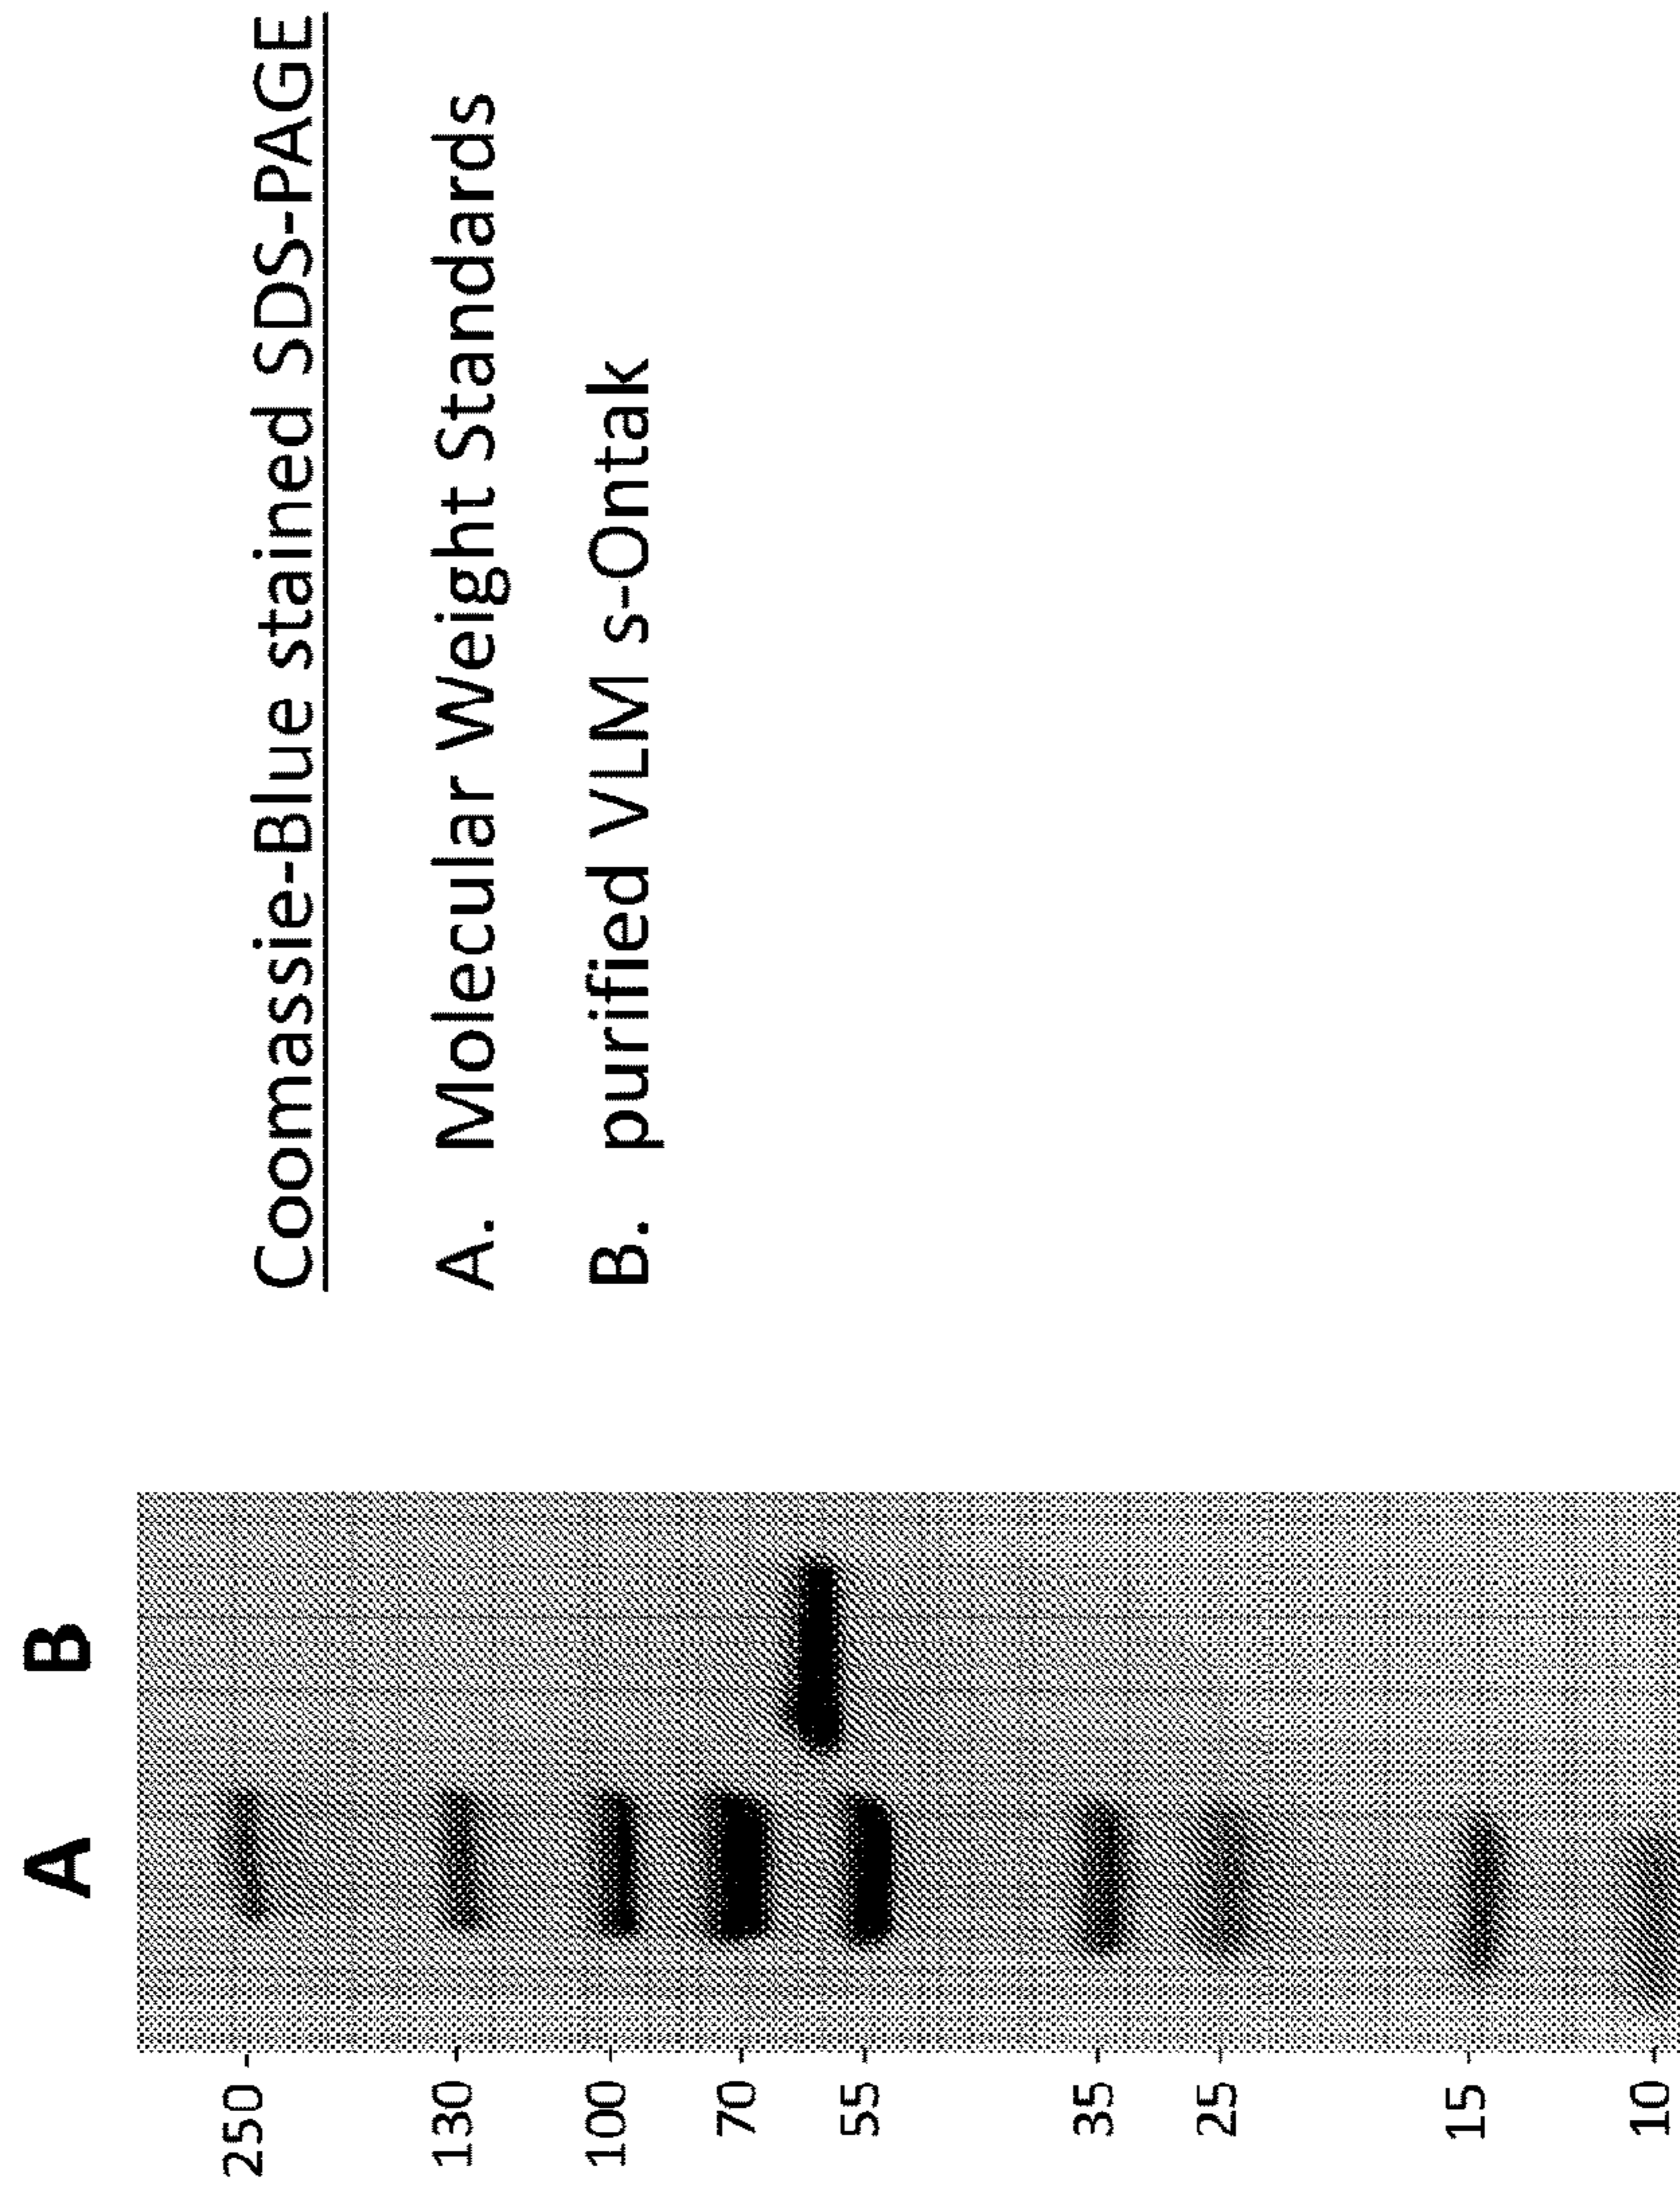 A B
250
130
100
70
55
35
25
15
10
Coomassie-Blue stained SDS-PAGE
A. Molecular Weight Standards
B. purified VLM s-Ontak